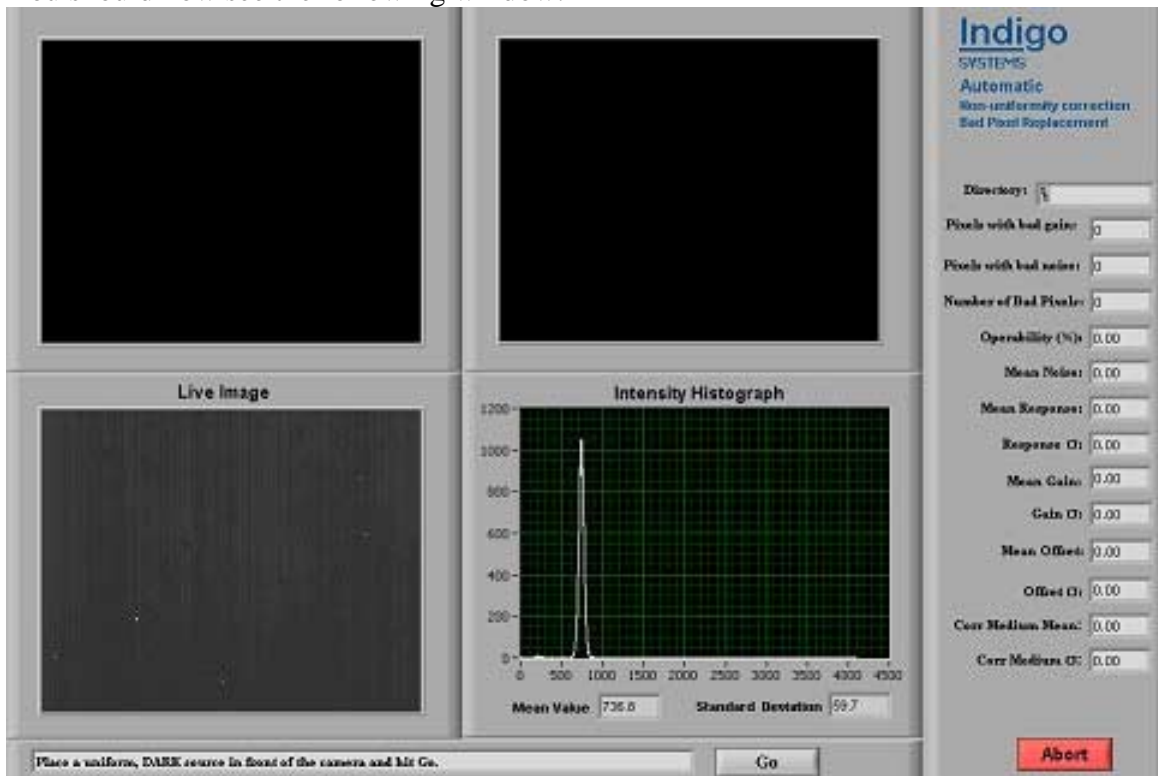 Indigo
SYSTEMS
Automatic
Non-uniformity correction
Bad Pixel Replacement
Directory: %
Pixels with bad gain: 0
Pixels with bad noise: 0
Number of Bad Pixels: 0
Operability (%): 0.00
Mean Noise: 0.00
Mean Response: 0.00
Response σ: 0.00
Mean Gain: 0.00
Gain σ: 0.00
Mean Offset: 0.00
Offset σ: 0.00
Corr Medium Mean: 0.00
Corr Medium σ: 0.00
Abort
Live Image
Intensity Histograph
1200
1000
800
600
400
200
0
0 500 1000 1500 2000 2500 3000 3500 4000 4500
Mean Value 736.8 Standard Deviation 59.7
Place a uniform, DARK source in front of the camera and hit Go.
Go